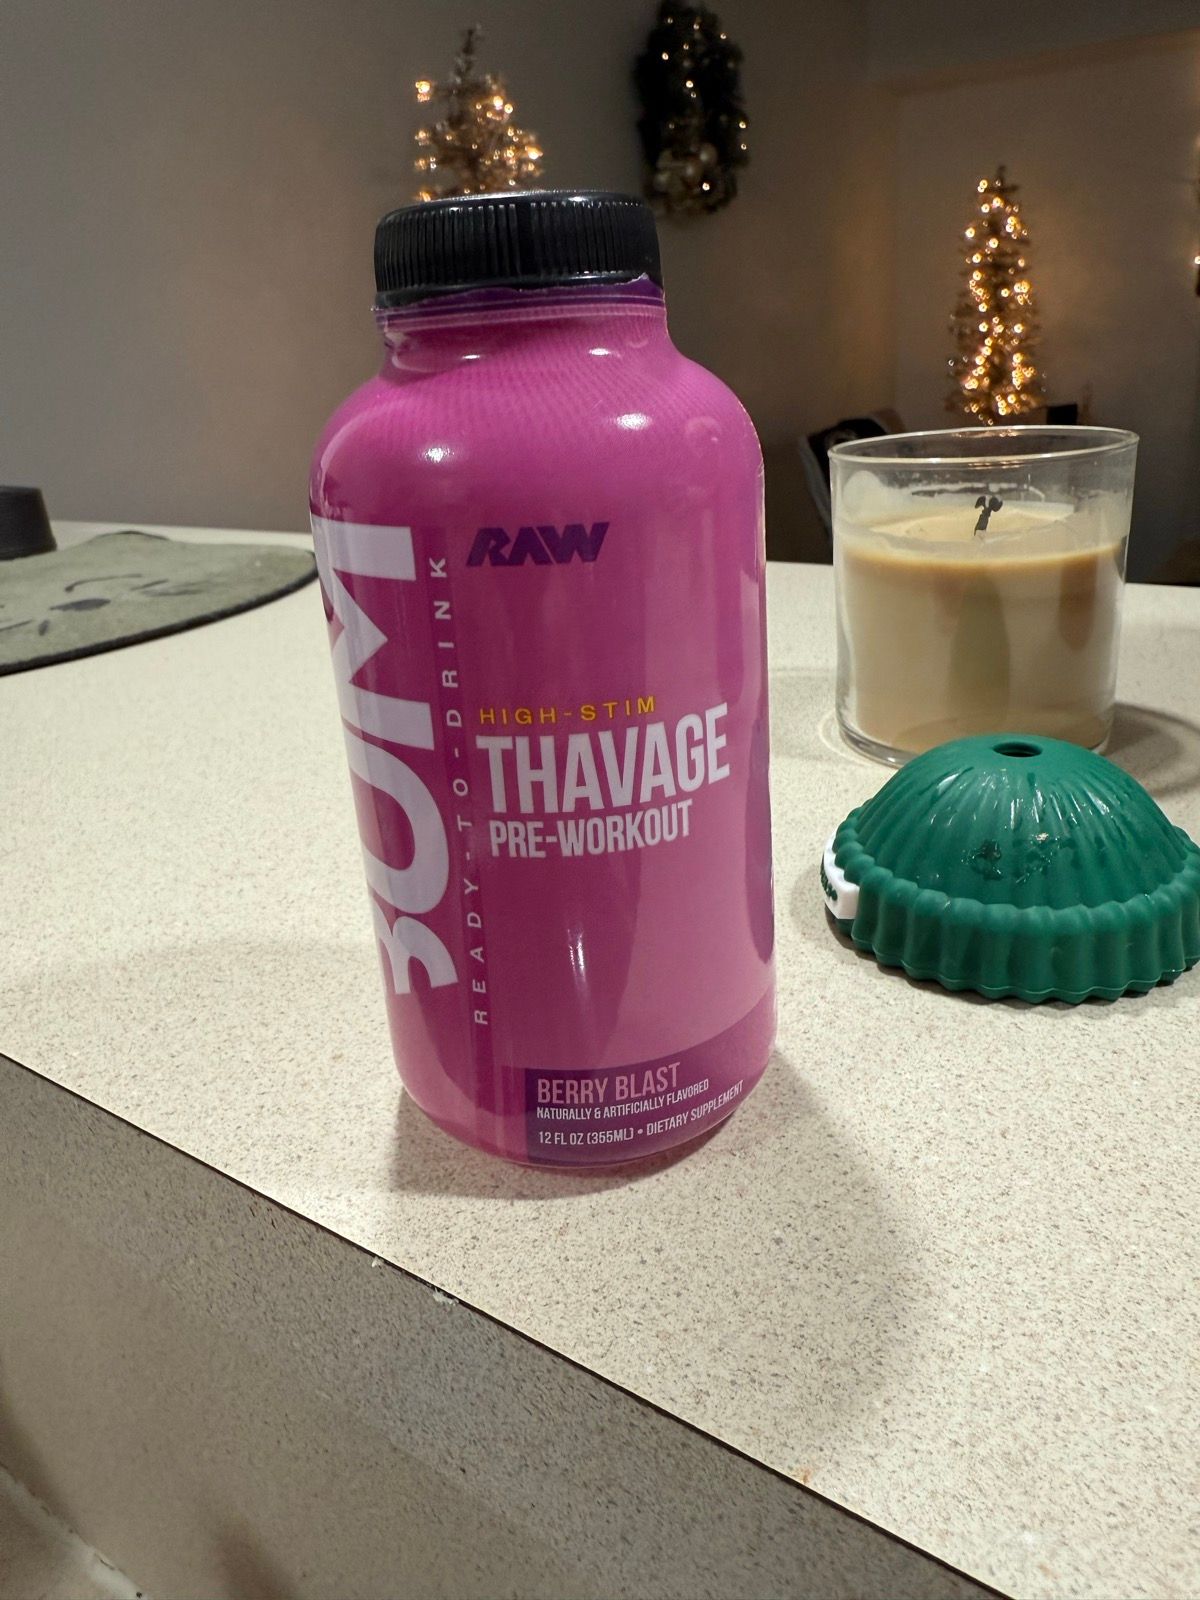 RAW
BUM
READY-TO-DRINK
HIGH-STIM
THAVAGE
PRE-WORKOUT
BERRY BLAST
NATURALLY & ARTIFICIALLY FLAVORED
12 FL OZ (355ML) • DIETARY SUPPLEMENT